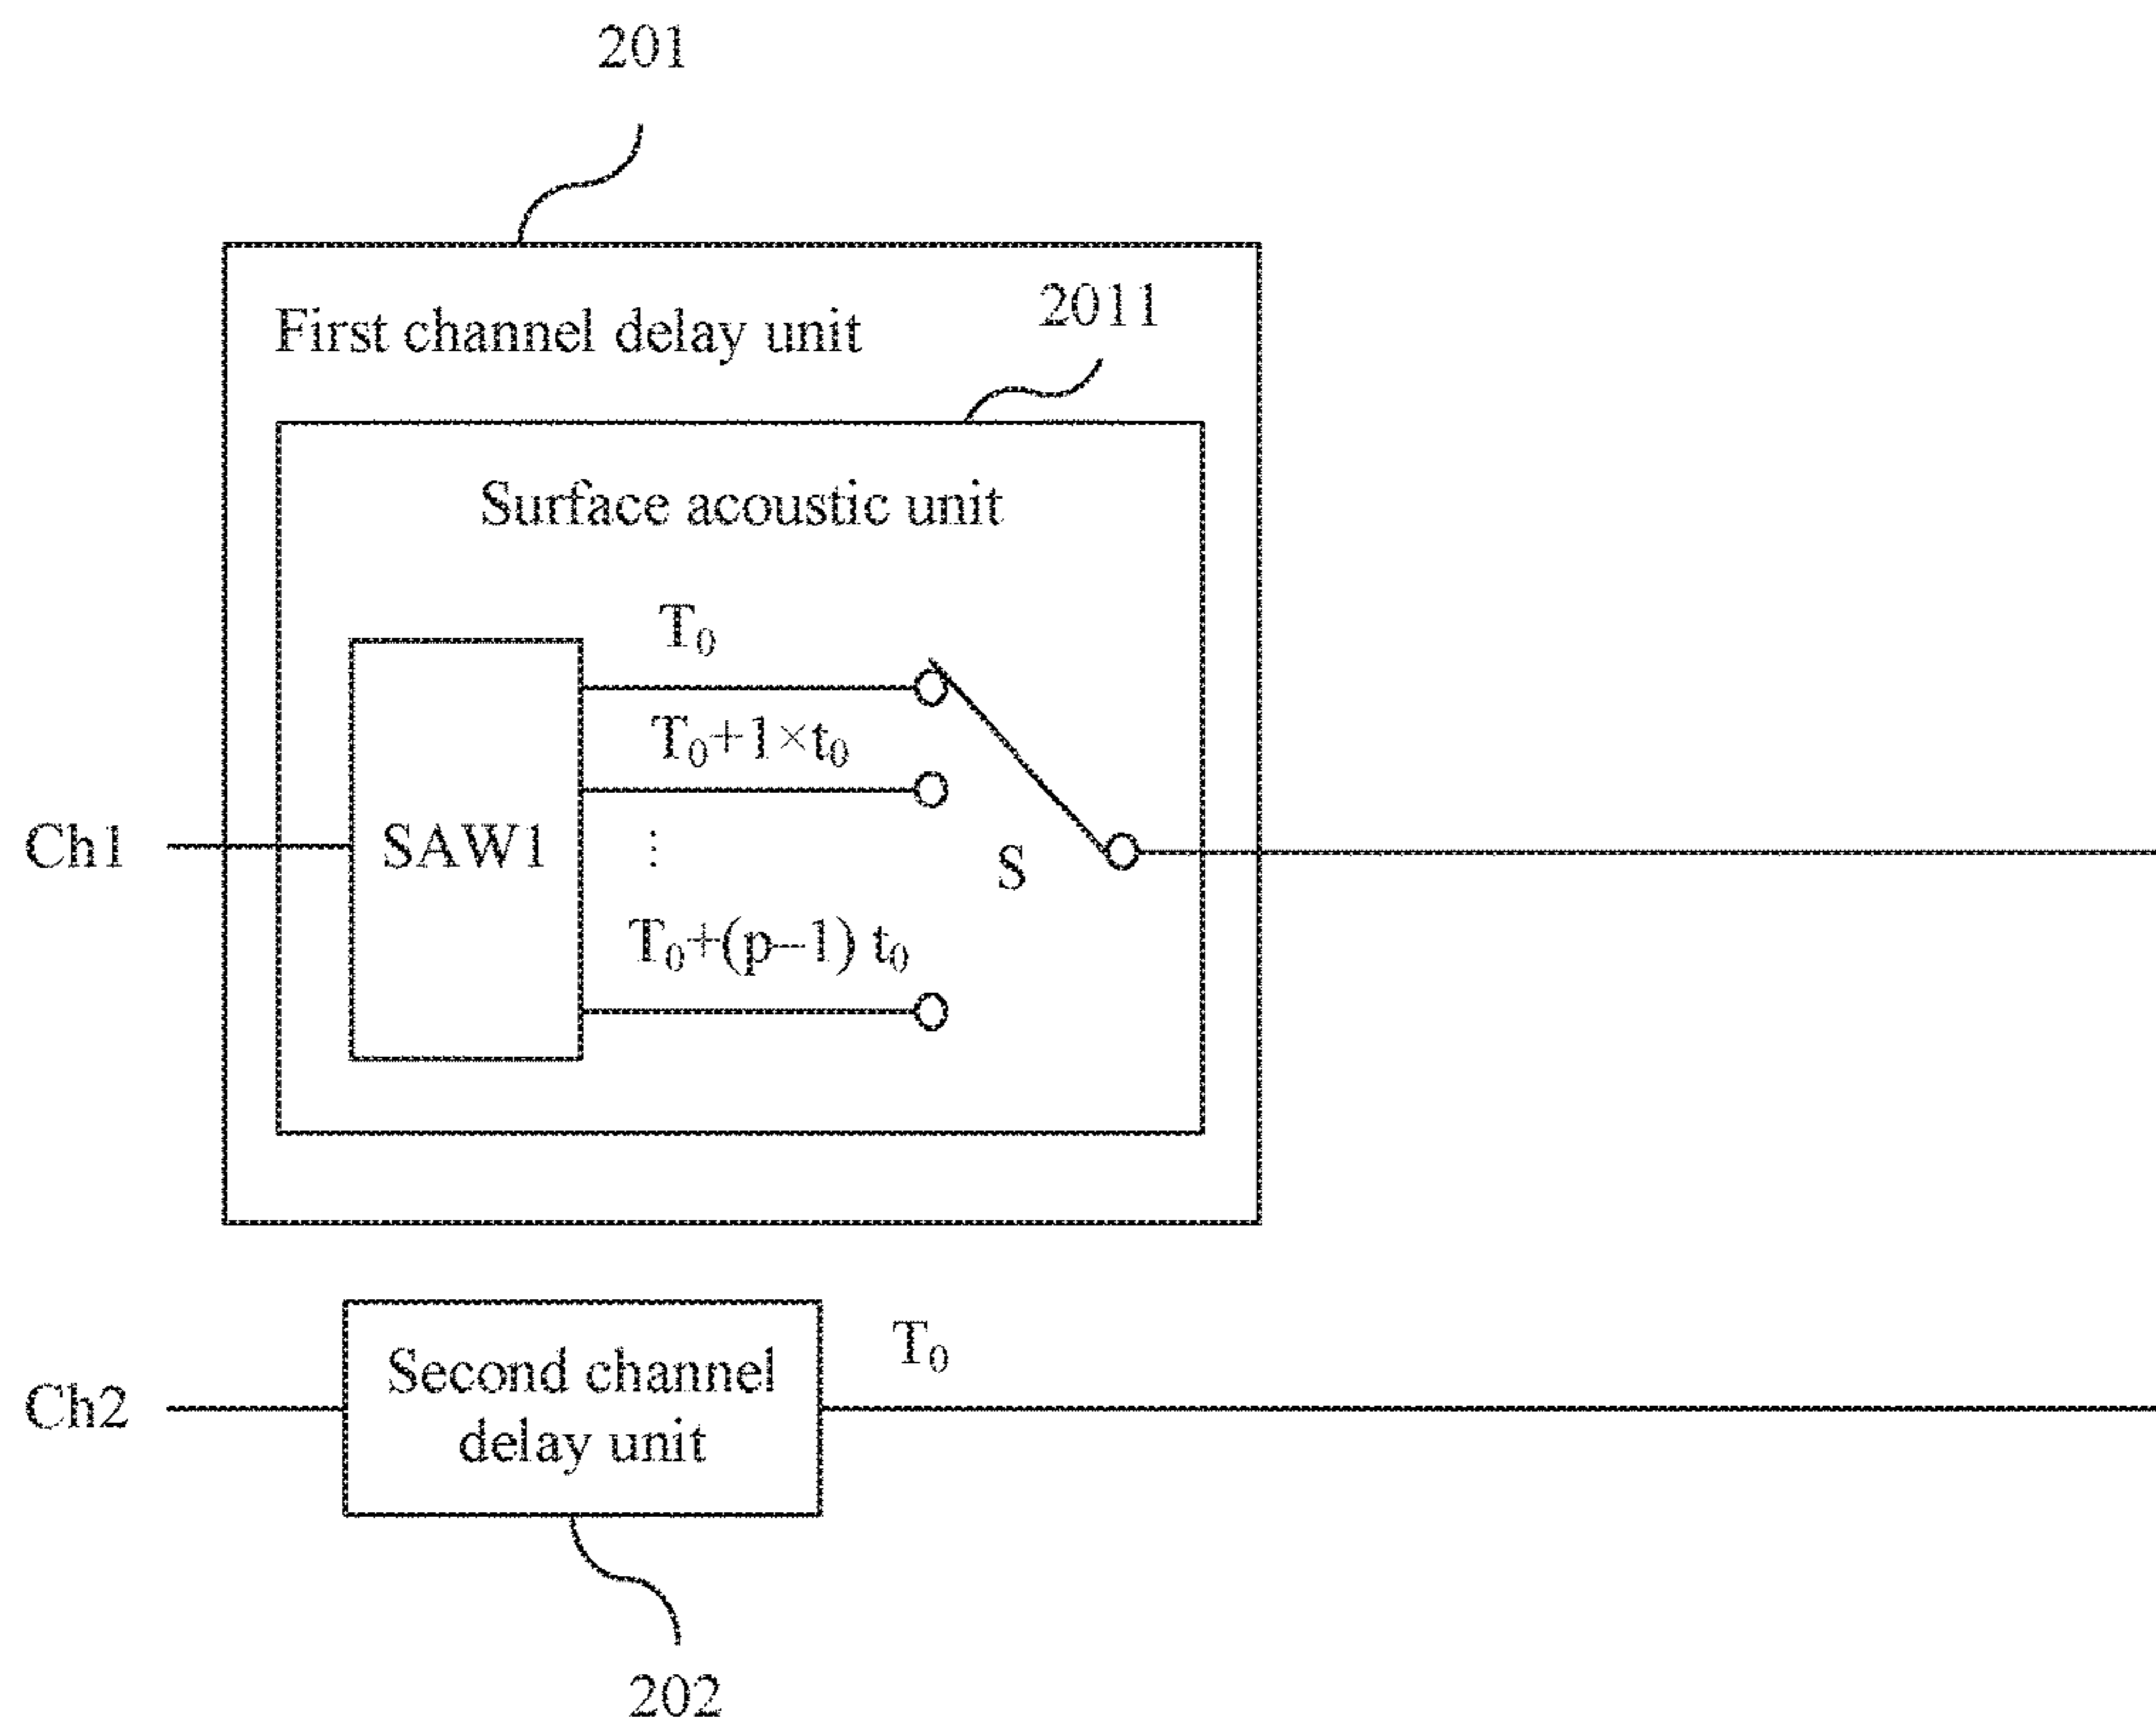 201
First channel delay unit
2011
Surface acoustic unit
T₀
T₀+1×t₀
Ch1
SAW1
⋮
S
T₀+(p–1) t₀
Second channel
delay unit
T₀
Ch2
202